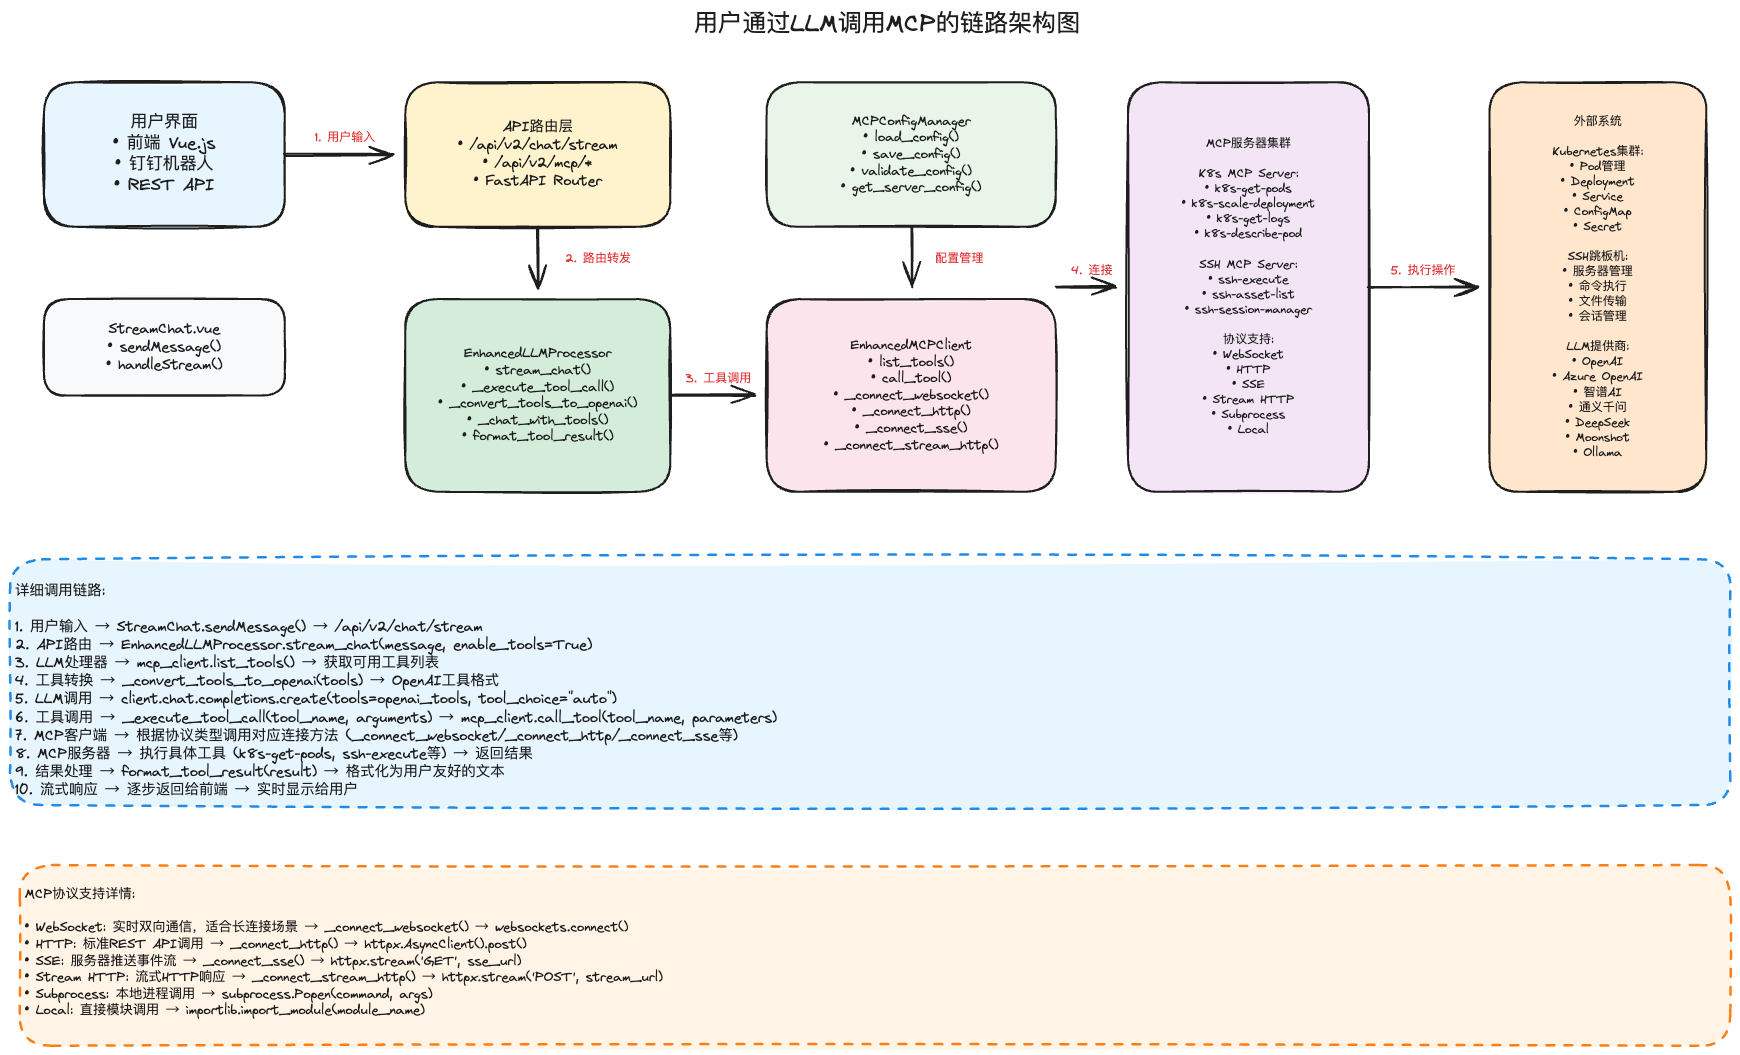 用户通过LLM调用MCP的链路架构图
用户界面
• 前端 Vue.js
• 钉钉机器人
• REST API
1. 用户输入
API路由层
• /api/v2/chat/stream
• /api/v2/mcp/*
• FastAPI Router
MCPConfigManager
• load_config()
• save_config()
• validate_config()
• get_server_config()
2. 路由转发
配置管理
StreamChat.vue
• sendMessage()
• handleStream()
EnhancedLLMProcessor
• stream_chat()
• _execute_tool_call()
• _convert_tools_to_openai()
• _chat_with_tools()
• format_tool_result()
3. 工具调用
EnhancedMCPClient
• list_tools()
• call_tool()
• _connect_websocket()
• _connect_http()
• _connect_sse()
• _connect_stream_http()
4. 连接
MCP服务器集群
K8s MCP Server:
• k8s-get-pods
• k8s-scale-deployment
• k8s-get-logs
• k8s-describe-pod
SSH MCP Server:
• ssh-execute
• ssh-asset-list
• ssh-session-manager
协议支持:
• WebSocket
• HTTP
• SSE
• Stream HTTP
• Subprocess
• Local
5. 执行操作
外部系统
Kubernetes集群:
• Pod管理
• Deployment
• Service
• ConfigMap
• Secret
SSH跳板机:
• 服务器管理
• 命令执行
• 文件传输
• 会话管理
LLM提供商:
• OpenAI
• Azure OpenAI
• 智谱AI
• 通义千问
• DeepSeek
• Moonshot
• Ollama
详细调用链路:
1. 用户输入 → StreamChat.sendMessage() → /api/v2/chat/stream
2. API路由 → EnhancedLLMProcessor.stream_chat(message, enable_tools=True)
3. LLM处理器 → mcp_client.list_tools() → 获取可用工具列表
4. 工具转换 → _convert_tools_to_openai(tools) → OpenAI工具格式
5. LLM调用 → client.chat.completions.create(tools=openai_tools, tool_choice="auto")
6. 工具调用 → _execute_tool_call(tool_name, arguments) → mcp_client.call_tool(tool_name, parameters)
7. MCP客户端 → 根据协议类型调用对应连接方法 (_connect_websocket/_connect_http/_connect_sse等)
8. MCP服务器 → 执行具体工具 (k8s-get-pods, ssh-execute等) → 返回结果
9. 结果处理 → format_tool_result(result) → 格式化为用户友好的文本
10. 流式响应 → 逐步返回给前端 → 实时显示给用户
MCP协议支持详情:
• WebSocket: 实时双向通信，适合长连接场景 → _connect_websocket() → websockets.connect()
• HTTP: 标准REST API调用 → _connect_http() → httpx.AsyncClient().post()
• SSE: 服务器推送事件流 → _connect_sse() → httpx.stream('GET', sse_url)
• Stream HTTP: 流式HTTP响应 → _connect_stream_http() → httpx.stream('POST', stream_url)
• Subprocess: 本地进程调用 → subprocess.Popen(command, args)
• Local: 直接模块调用 → importlib.import_module(module_name)